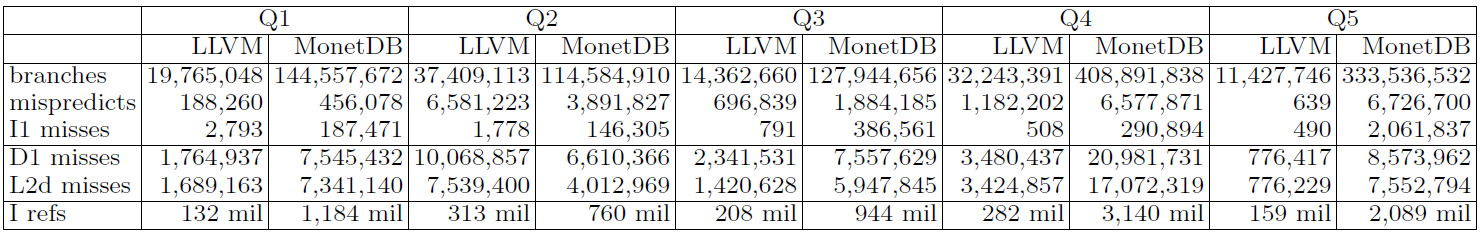 Q1 Q2 Q3 Q4 Q5
LLVM MonetDB LLVM MonetDB LLVM MonetDB LLVM MonetDB LLVM MonetDB
branches 19,765,048 144,557,672 37,409,113 114,584,910 14,362,660 127,944,656 32,243,391 408,891,838 11,427,746 333,536,532
mispredicts 188,260 456,078 6,581,223 3,891,827 696,839 1,884,185 1,182,202 6,577,871 639 6,726,700
I1 misses 2,793 187,471 1,778 146,305 791 386,561 508 290,894 490 2,061,837
D1 misses 1,764,937 7,545,432 10,068,857 6,610,366 2,341,531 7,557,629 3,480,437 20,981,731 776,417 8,573,962
L2d misses 1,689,163 7,341,140 7,539,400 4,012,969 1,420,628 5,947,845 3,424,857 17,072,319 776,229 7,552,794
I refs 132 mil 1,184 mil 313 mil 760 mil 208 mil 944 mil 282 mil 3,140 mil 159 mil 2,089 mil